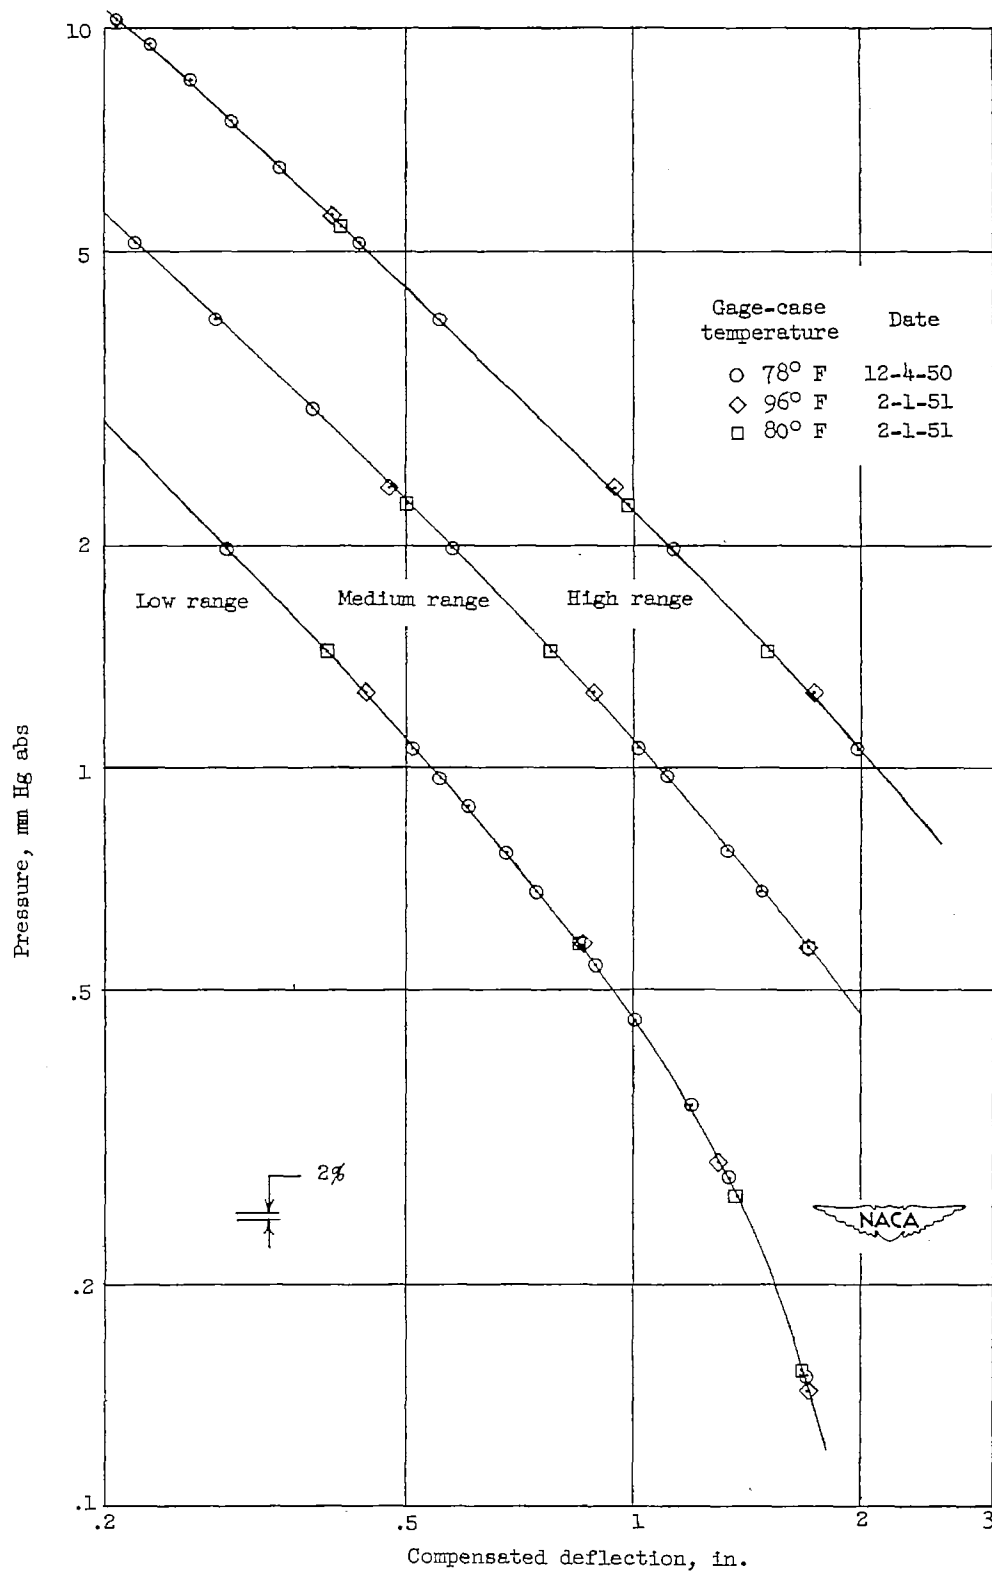 10
5
Gage-case
temperature Date
78° F 12-4-50
96° F 2-1-51
80° F 2-1-51
2
Low range Medium range High range
Pressure, mm Hg abs
1
.5
2%
NACA
.2
.1
.2 .5 1 2 3
Compensated deflection, in.